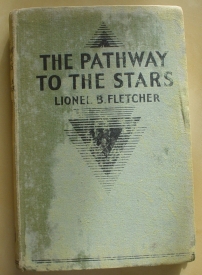 THE PATHWAY
TO THE STARS
LIONEL B. FLETCHER